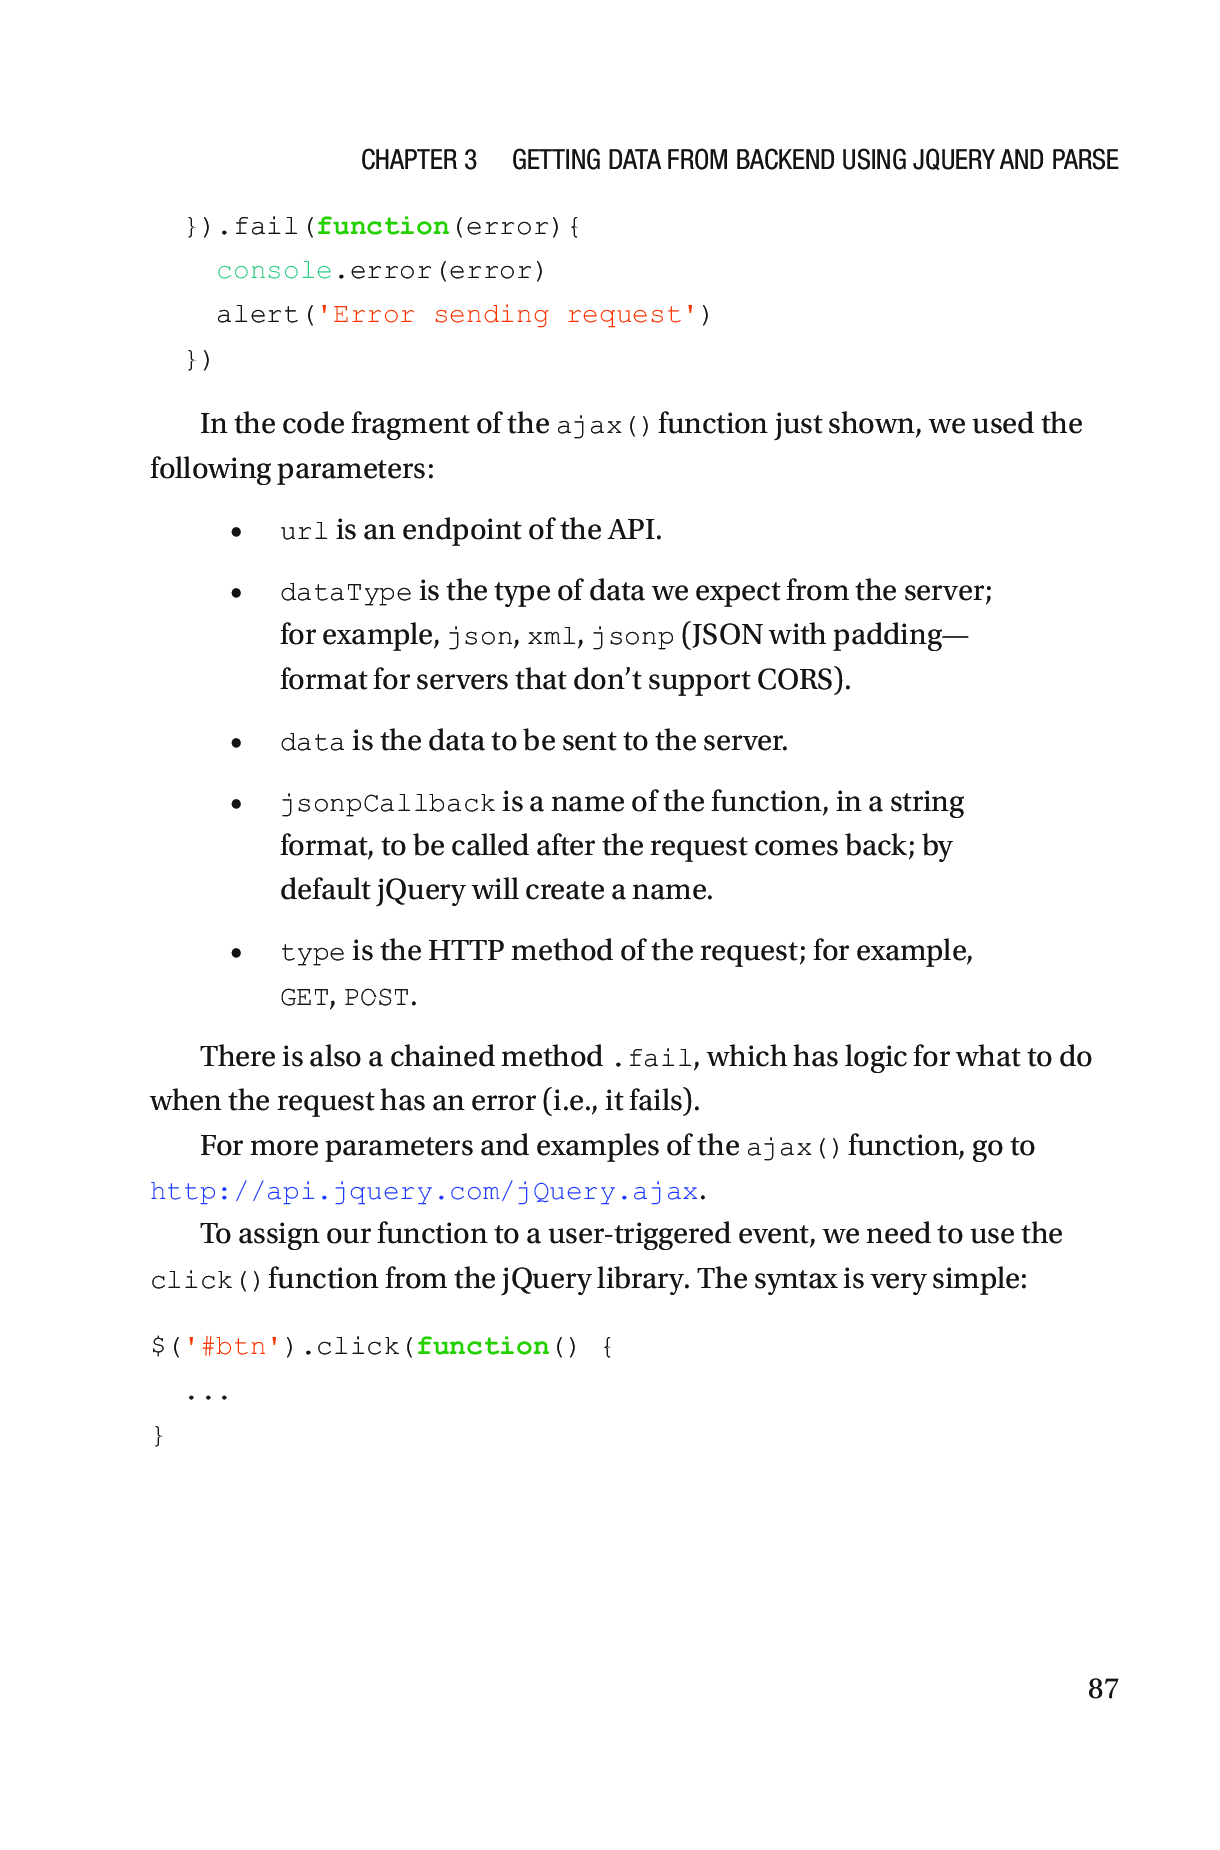 CHAPTER 3 GETTING DATA FROM BACKEND USING JQUERY AND PARSE
}).fail(function(error){
console.error(error)
alert('Error sending request')
})
In the code fragment of the ajax() function just shown, we used the
following parameters:
• url is an endpoint of the API.
• dataType is the type of data we expect from the server;
for example, json, xml, jsonp (JSON with padding—
format for servers that don’t support CORS).
• data is the data to be sent to the server.
• jsonpCallback is a name of the function, in a string
format, to be called after the request comes back; by
default jQuery will create a name.
• type is the HTTP method of the request; for example,
GET, POST.
There is also a chained method .fail, which has logic for what to do
when the request has an error (i.e., it fails).
For more parameters and examples of the ajax() function, go to
http://api.jquery.com/jQuery.ajax.
To assign our function to a user-triggered event, we need to use the
click() function from the jQuery library. The syntax is very simple:
$('#btn').click(function() {
...
}
87